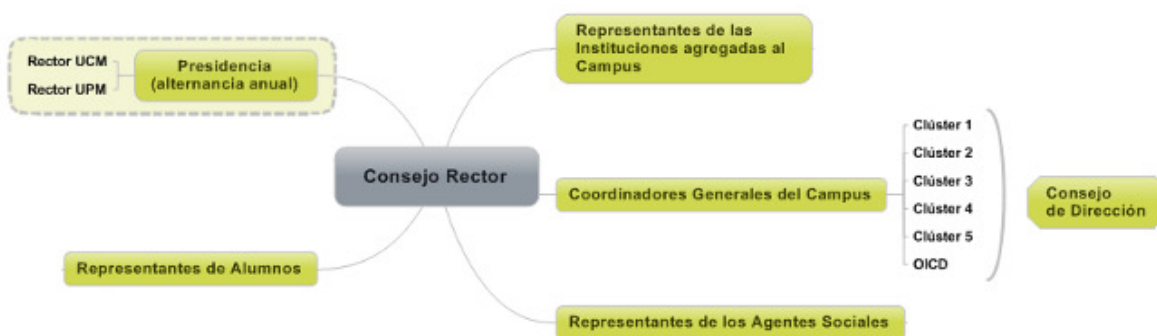 Rector UCM
Rector UPM
Presidencia
(alternancia anual)
Representantes de las
Instituciones agregadas al
Campus
Consejo Rector
Coordinadores Generales del Campus
Clúster 1
Clúster 2
Clúster 3
Clúster 4
Clúster 5
OICD
Consejo
de Dirección
Representantes de Alumnos
Representantes de los Agentes Sociales